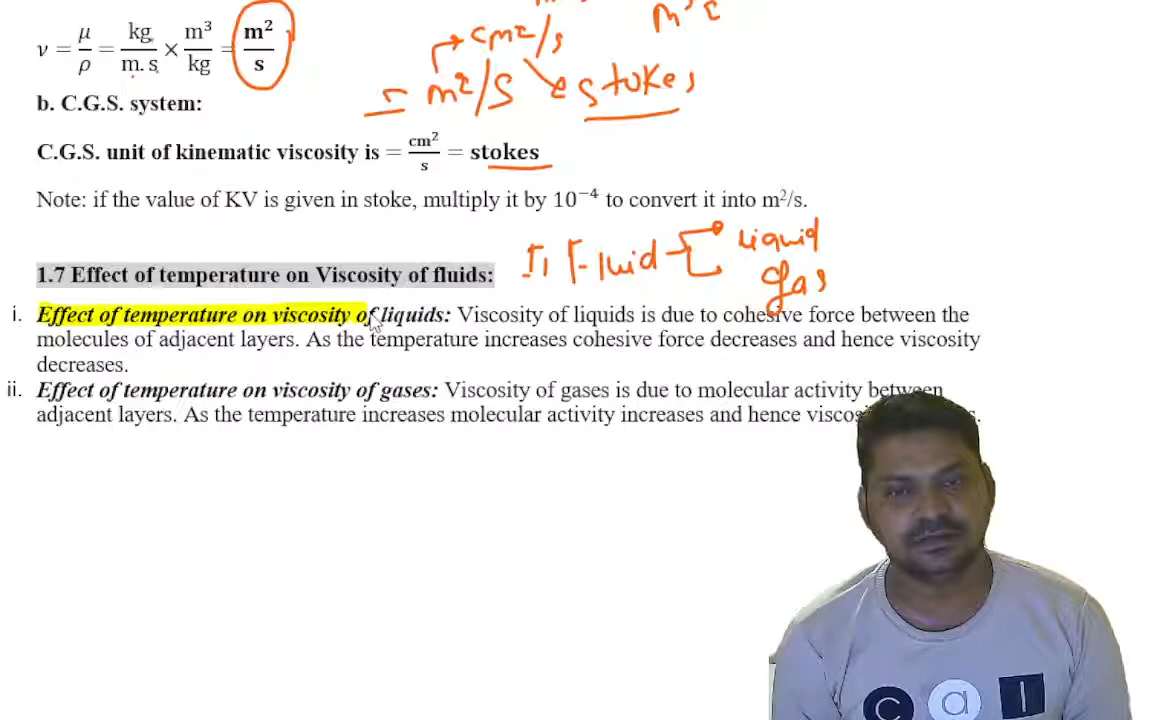 m³
cm²/s
ν = μ/ρ = kg/m. s × m³/kg = m²/s
= m²/s stokes
b. C.G.S. system:
C.G.S. unit of kinematic viscosity is = cm²/s = stokes
Note: if the value of KV is given in stoke, multiply it by 10⁻⁴ to convert it into m²/s.
Fluid liquid
gas
1.7 Effect of temperature on Viscosity of fluids:
i. Effect of temperature on viscosity of liquids: Viscosity of liquids is due to cohesive force between the
molecules of adjacent layers. As the temperature increases cohesive force decreases and hence viscosity
decreases.
ii. Effect of temperature on viscosity of gases: Viscosity of gases is due to molecular activity between
adjacent layers. As the temperature increases molecular activity increases and hence
c a l